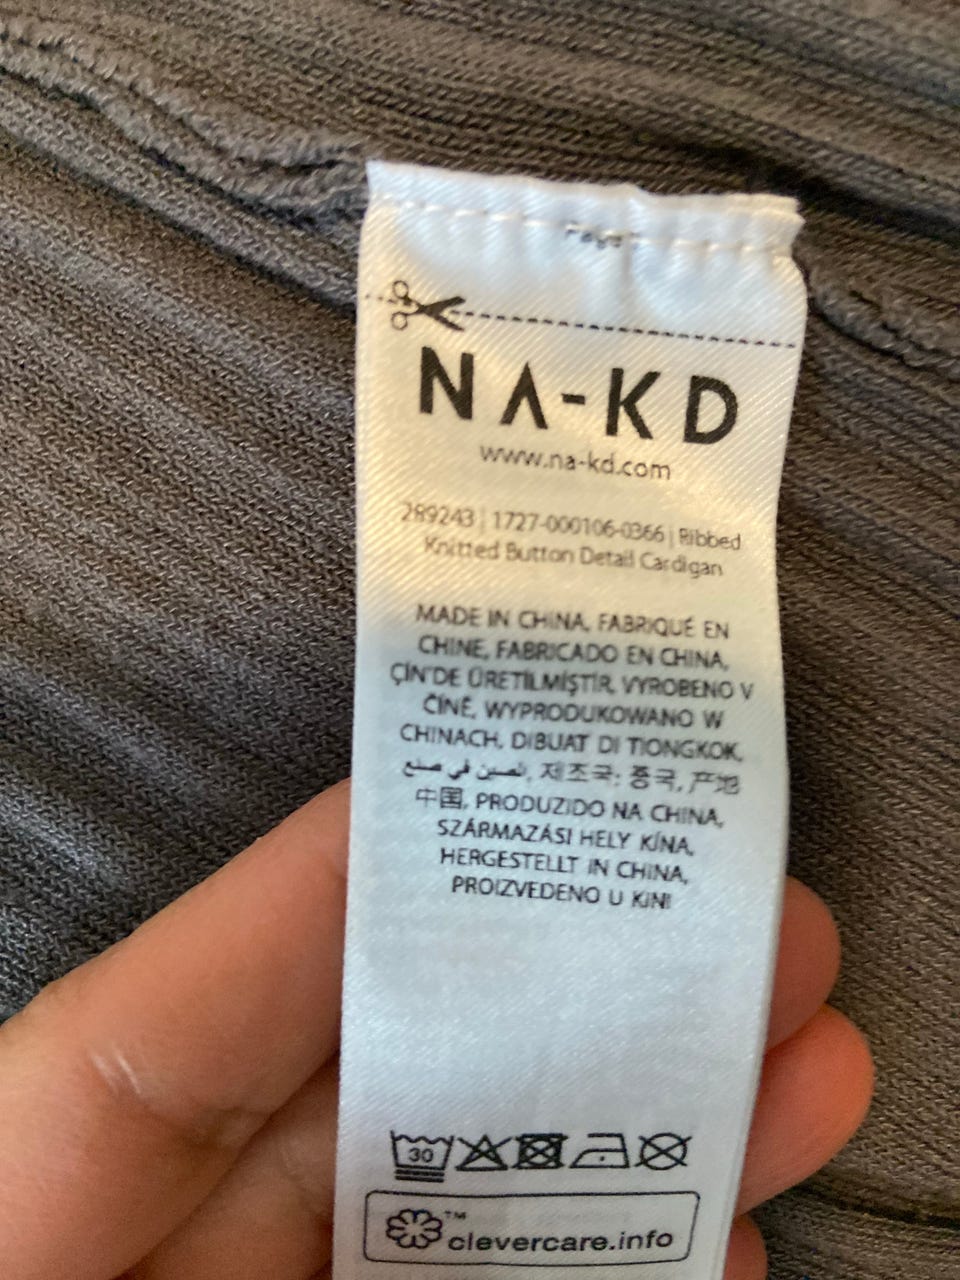 NA-KD
www.na-kd.com
289243 | 1727-000106-0366 | Ribbed
Knitted Button Detail Cardigan
MADE IN CHINA, FABRIQUÉ EN
CHINE, FABRICADO EN CHINA,
ÇİN'DE ÜRETİLMİŞTİR, VYROBENO V
ČÍNĚ, WYPRODUKOWANO W
CHINACH, DIBUAT DI TIONGKOK,
الصين في صنع, 제조국: 중국, 产地
中国, PRODUZIDO NA CHINA,
SZÁRMAZÁSI HELY KÍNA,
HERGESTELLT IN CHINA,
PROIZVEDENO U KINI
30
™
clevercare.info